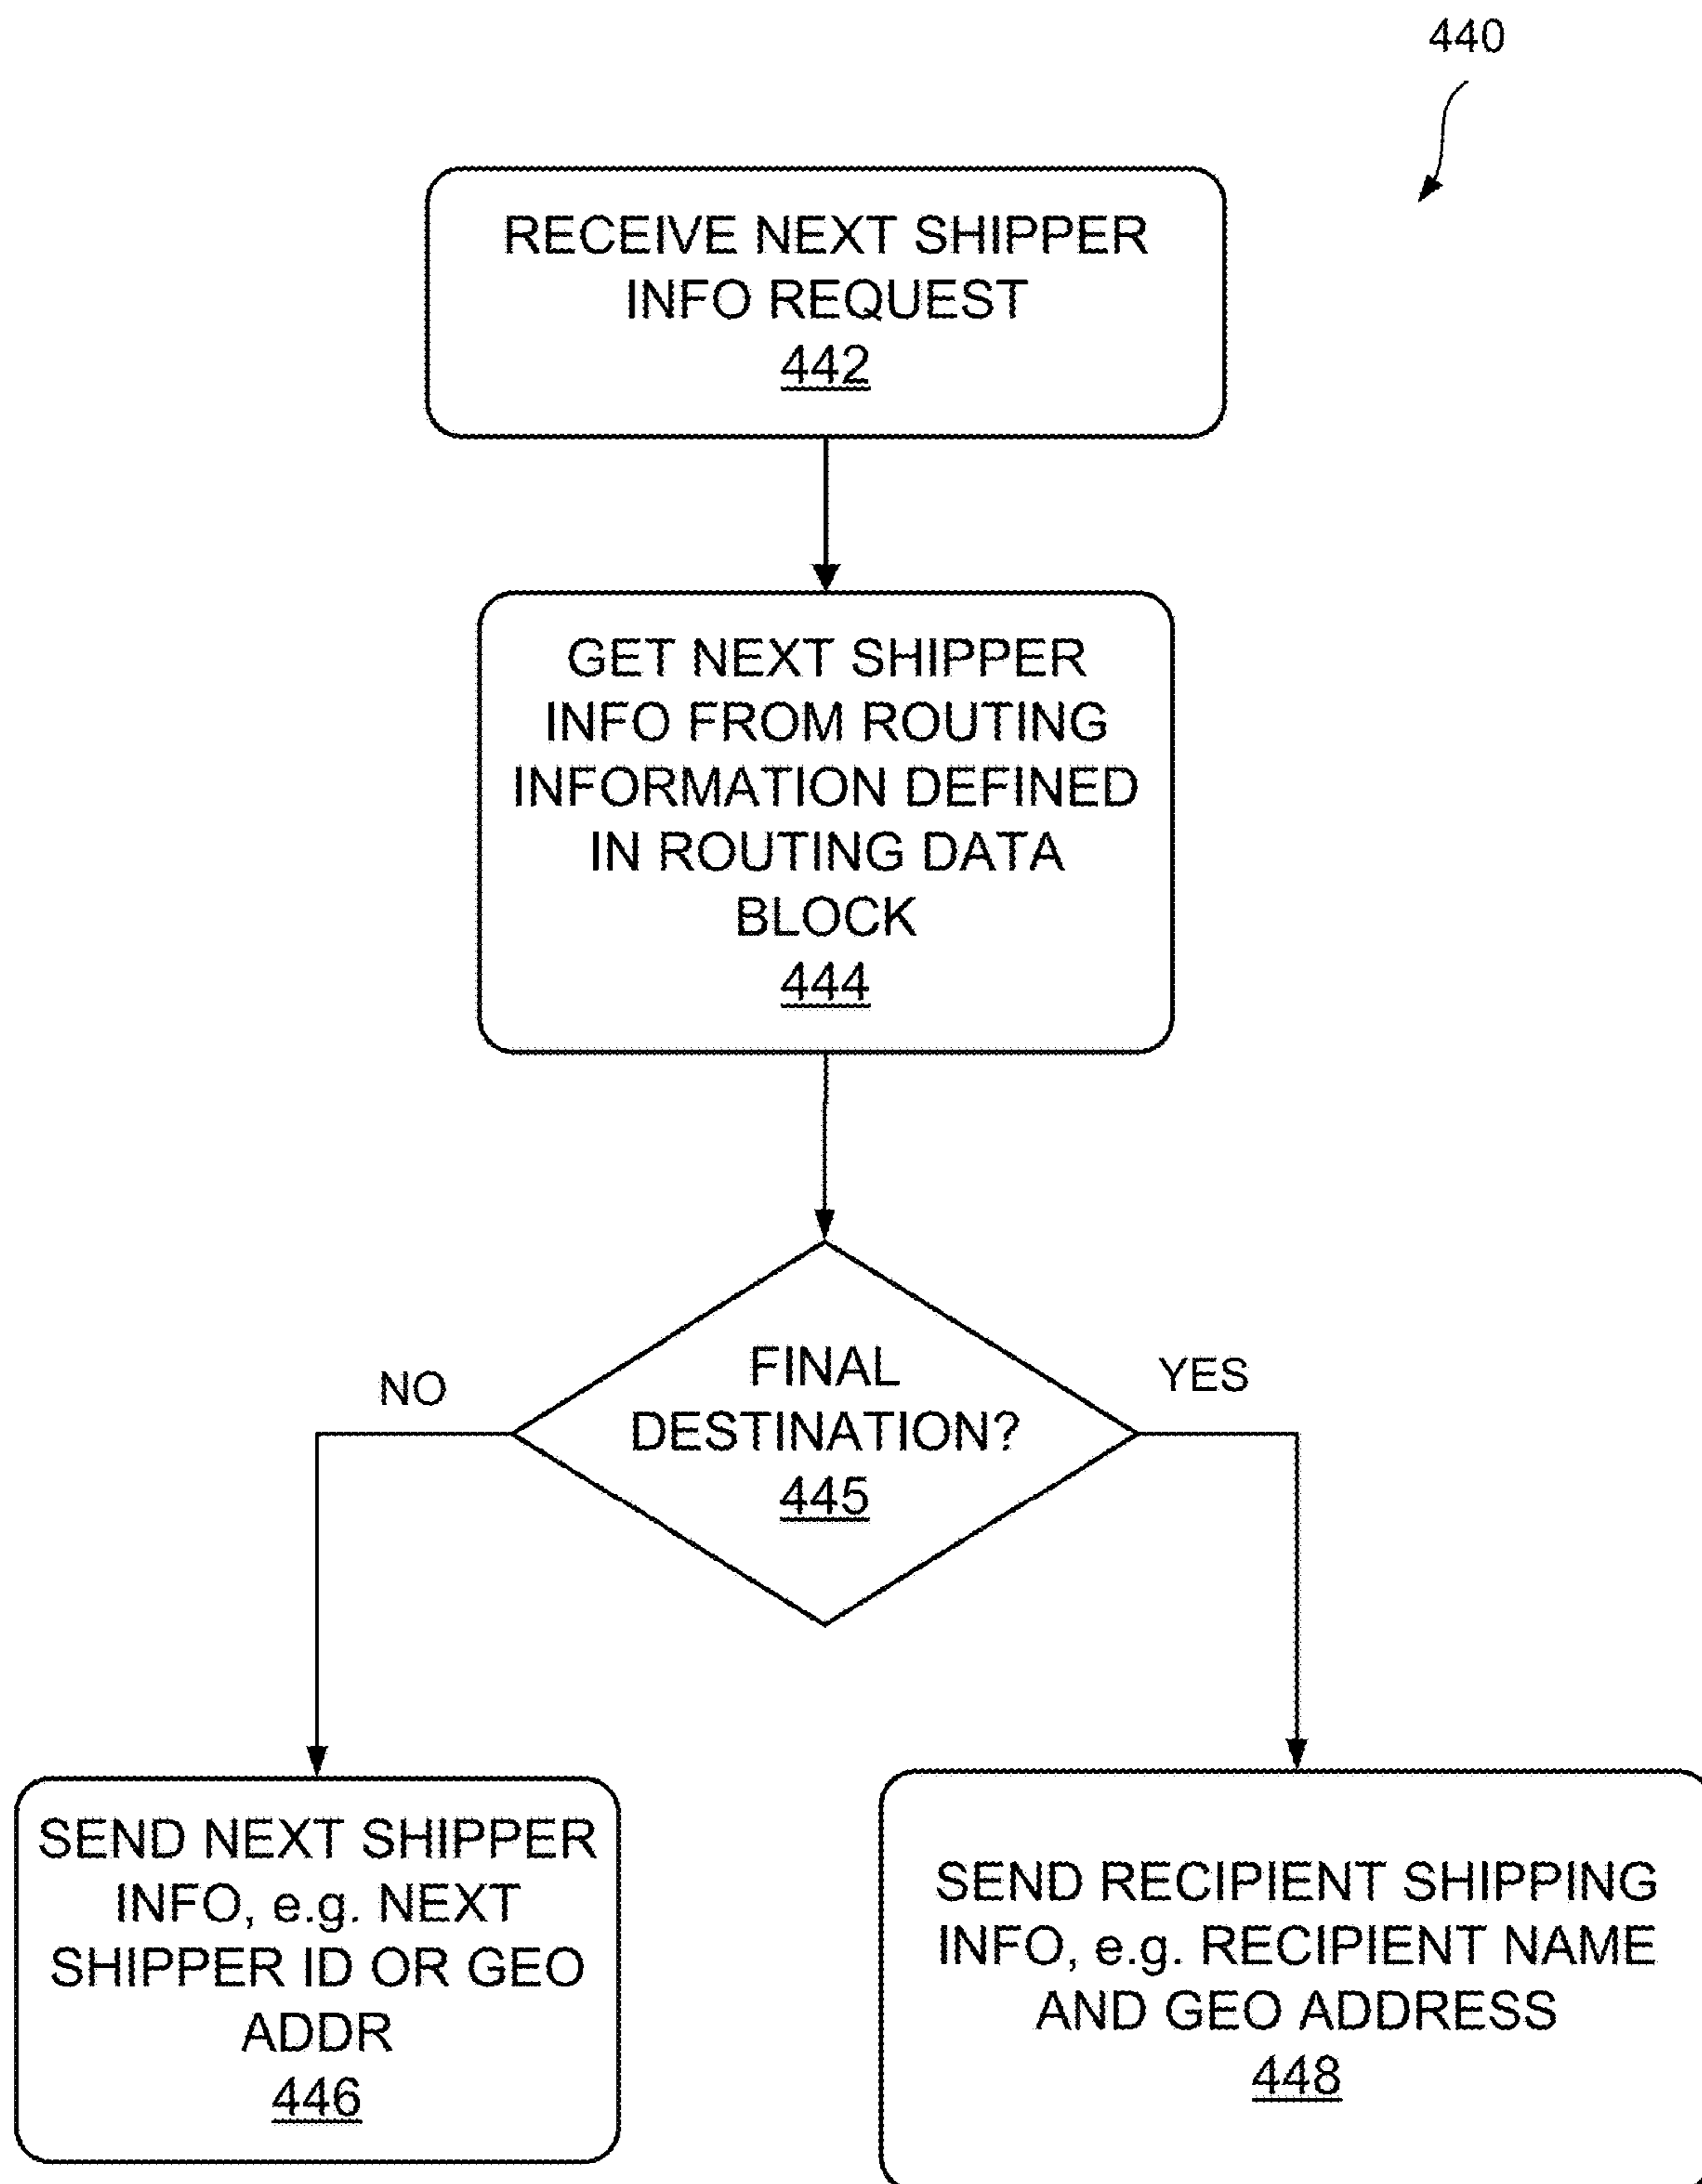 440
RECEIVE NEXT SHIPPER
INFO REQUEST
442
GET NEXT SHIPPER
INFO FROM ROUTING
INFORMATION DEFINED
IN ROUTING DATA
BLOCK
444
FINAL
DESTINATION?
445
NO
YES
SEND NEXT SHIPPER
INFO, e.g. NEXT
SHIPPER ID OR GEO
ADDR
446
SEND RECIPIENT SHIPPING
INFO, e.g. RECIPIENT NAME
AND GEO ADDRESS
448